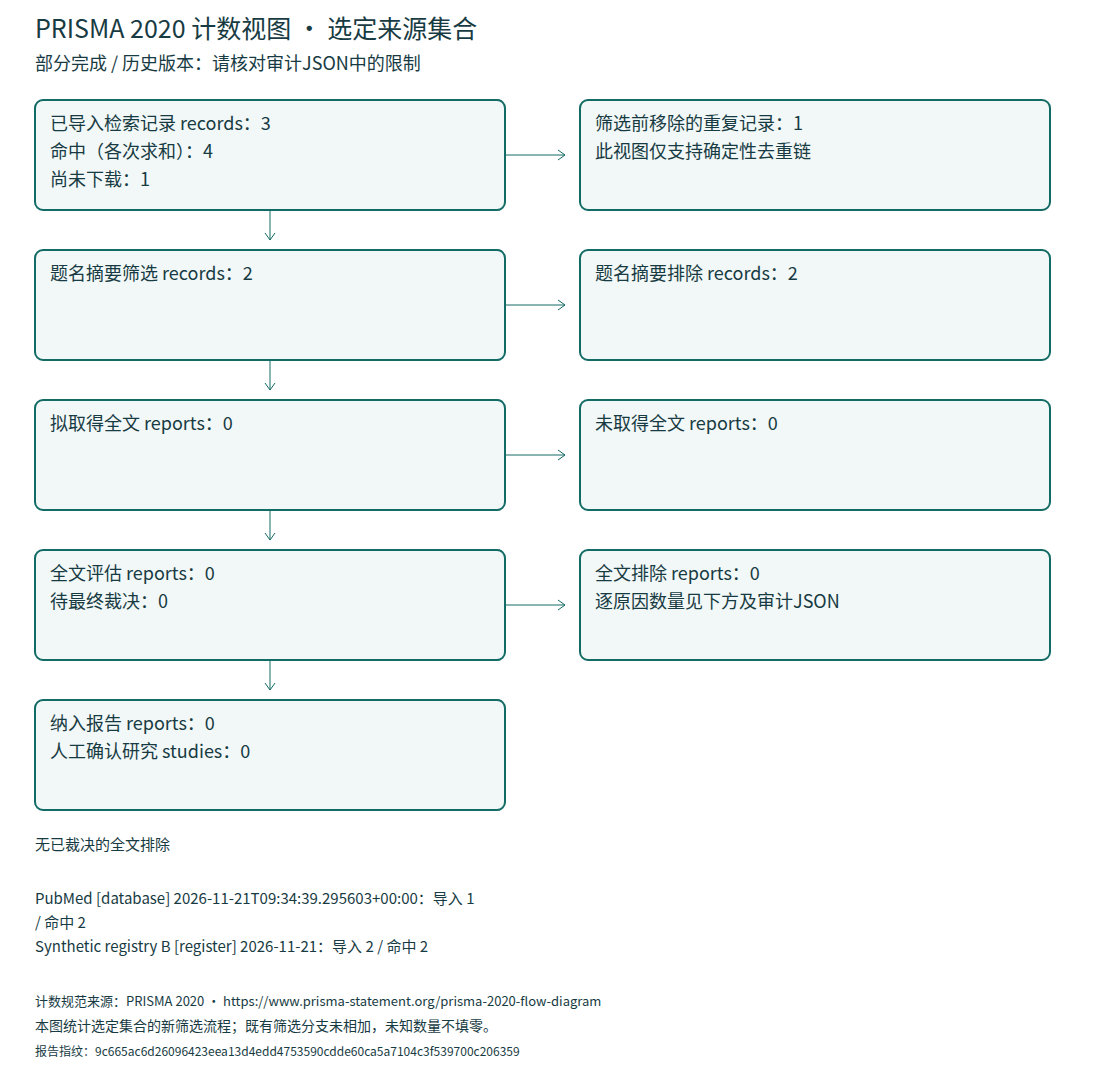 PRISMA 2020 计数视图 · 选定来源集合
部分完成 / 历史版本：请核对审计JSON中的限制
已导入检索记录 records：3
命中（各次求和）：4
尚未下载：1
筛选前移除的重复记录：1
此视图仅支持确定性去重链
题名摘要筛选 records：2
题名摘要排除 records：2
拟取得全文 reports：0
未取得全文 reports：0
全文评估 reports：0
待最终裁决：0
全文排除 reports：0
逐原因数量见下方及审计JSON
纳入报告 reports：0
人工确认研究 studies：0
无已裁决的全文排除
PubMed [database] 2026-11-21T09:34:39.295603+00:00：导入 1
/ 命中 2
Synthetic registry B [register] 2026-11-21：导入 2 / 命中 2
计数规范来源：PRISMA 2020 · https://www.prisma-statement.org/prisma-2020-flow-diagram
本图统计选定集合的新筛选流程；既有筛选分支未相加，未知数量不填零。
报告指纹：9c665ac6d26096423eea13d4edd4753590cdde60ca5a7104c3f539700c206359